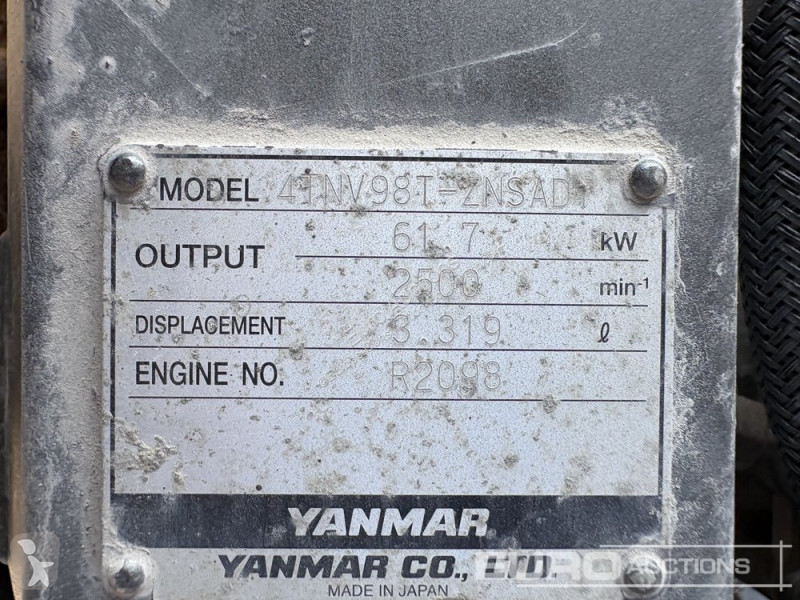 MODEL 4TNV98T-ZNSAD1
OUTPUT 61.7 kW
2500 min-1
DISPLACEMENT 3.319 ℓ
ENGINE NO. R2098
YANMAR
YANMAR CO., LTD.
MADE IN JAPAN
EURO AUCTIONS